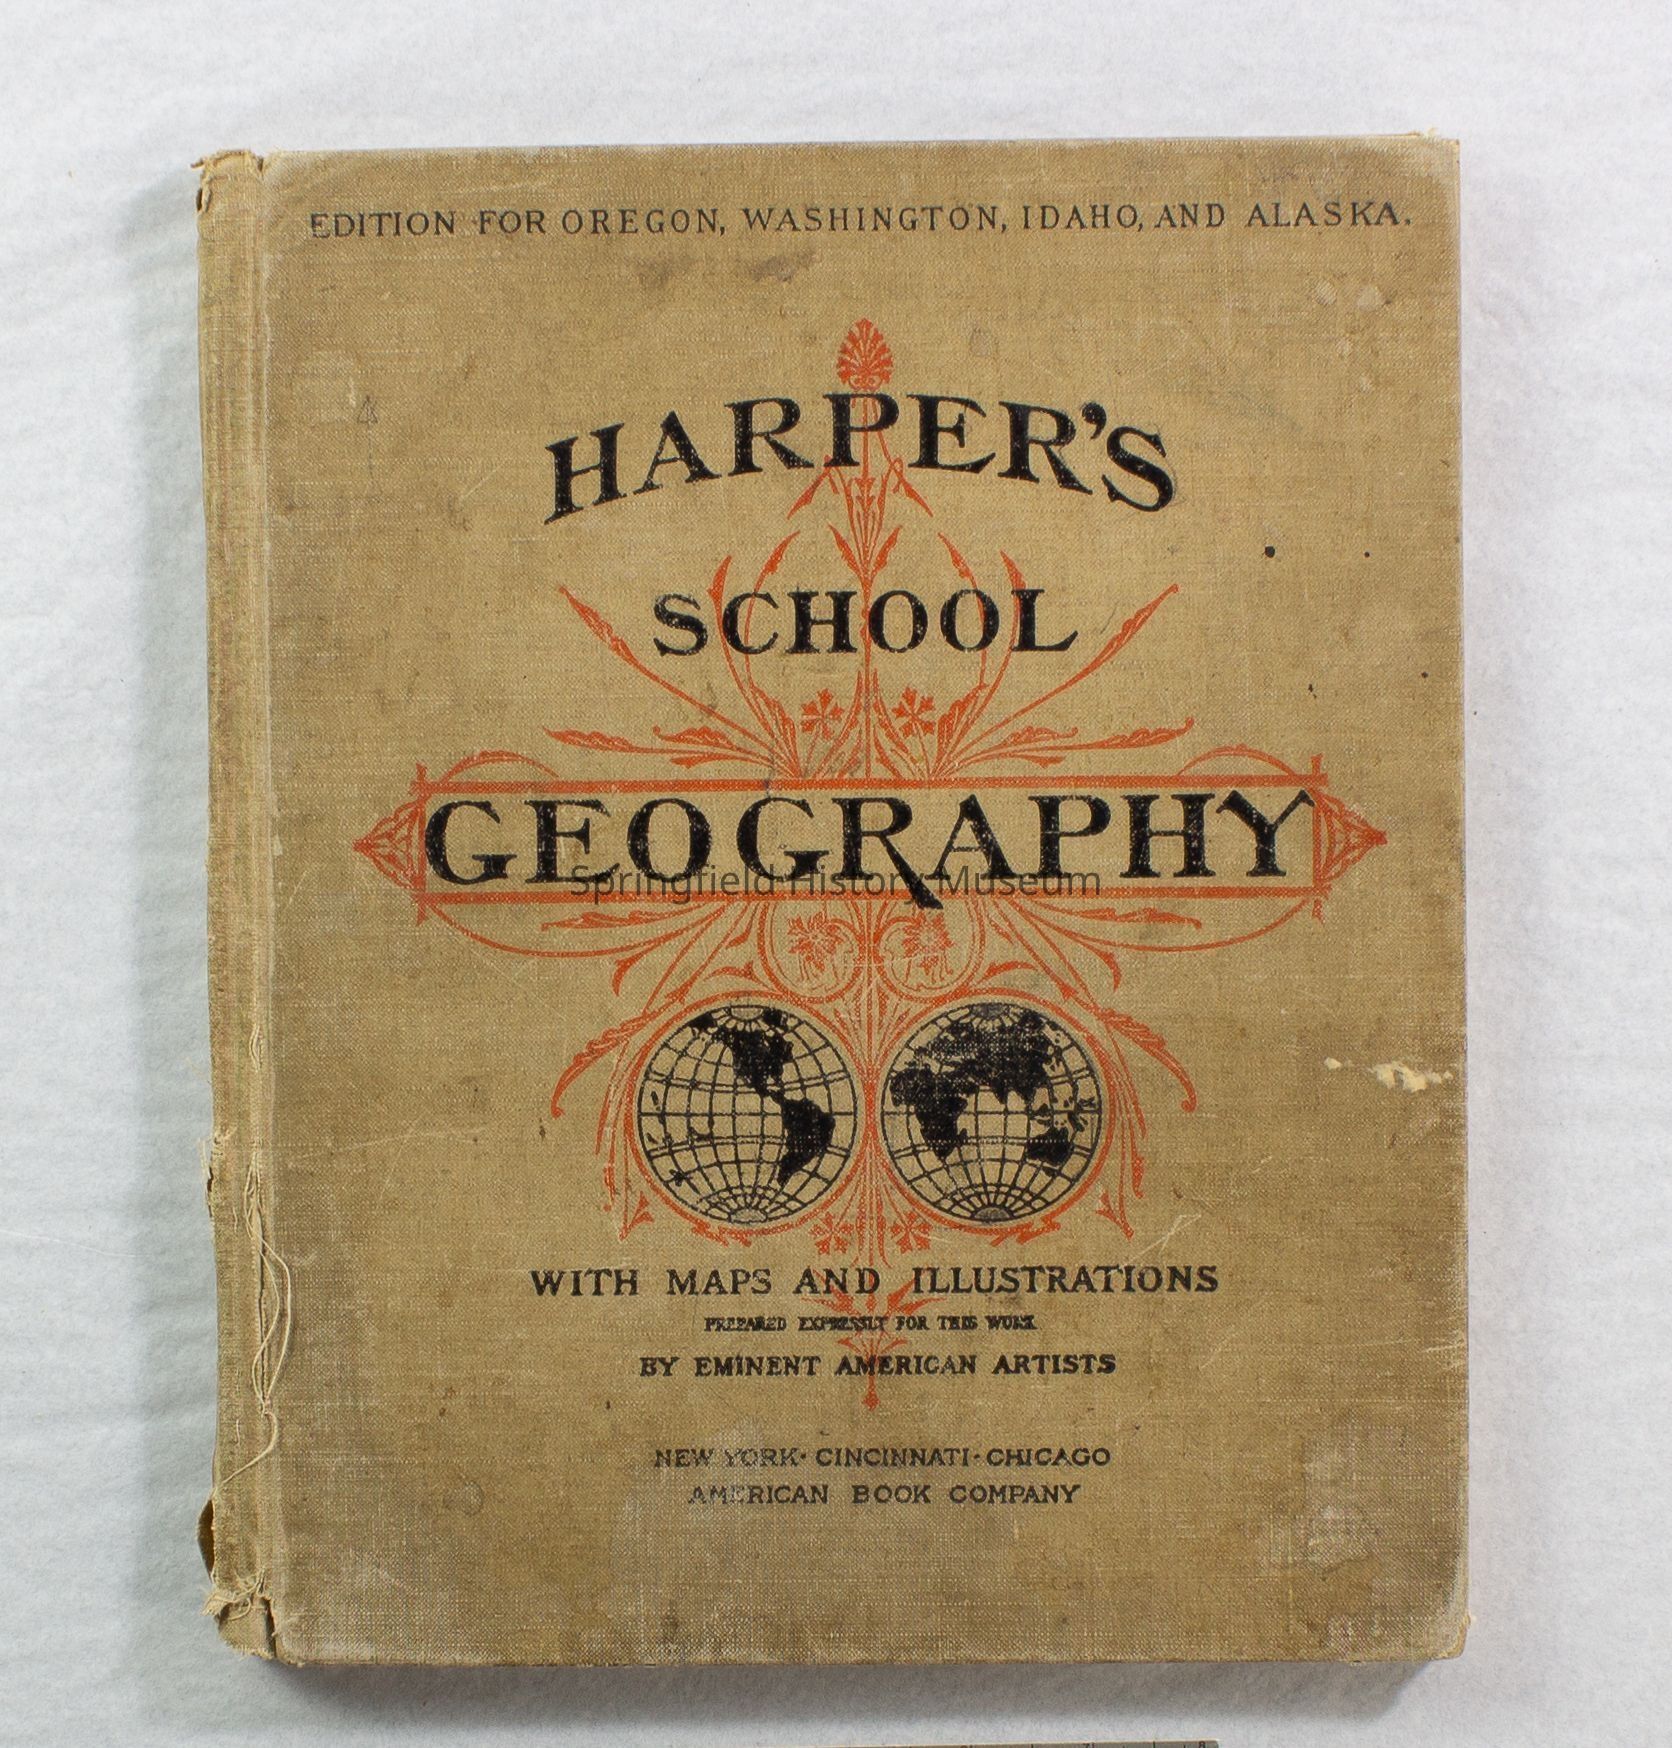 EDITION FOR OREGON, WASHINGTON, IDAHO, AND ALASKA.
HARPER'S
SCHOOL
GEOGRAPHY
Springfield History Museum
WITH MAPS AND ILLUSTRATIONS
PREPARED EXPRESSLY FOR THIS WORK
BY EMINENT AMERICAN ARTISTS
NEW YORK · CINCINNATI · CHICAGO
AMERICAN BOOK COMPANY